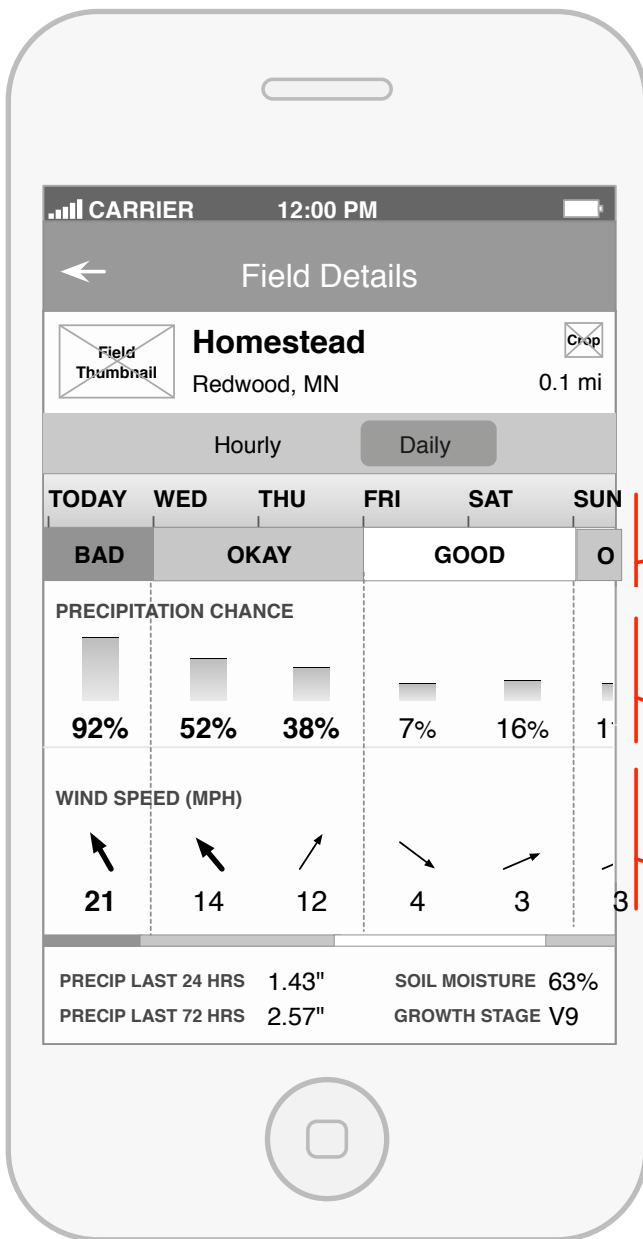 CARRIER 12:00 PM
Field Details
Field Thumbnail
Homestead
Crop
Redwood, MN 0.1 mi
Hourly Daily
TODAY WED THU FRI SAT SUN
BAD OKAY GOOD O
PRECIPITATION CHANCE
92% 52% 38% 7% 16% 1
WIND SPEED (MPH)
21 14 12 4 3 3
PRECIP LAST 24 HRS 1.43" SOIL MOISTURE 63%
PRECIP LAST 72 HRS 2.57" GROWTH STAGE V9